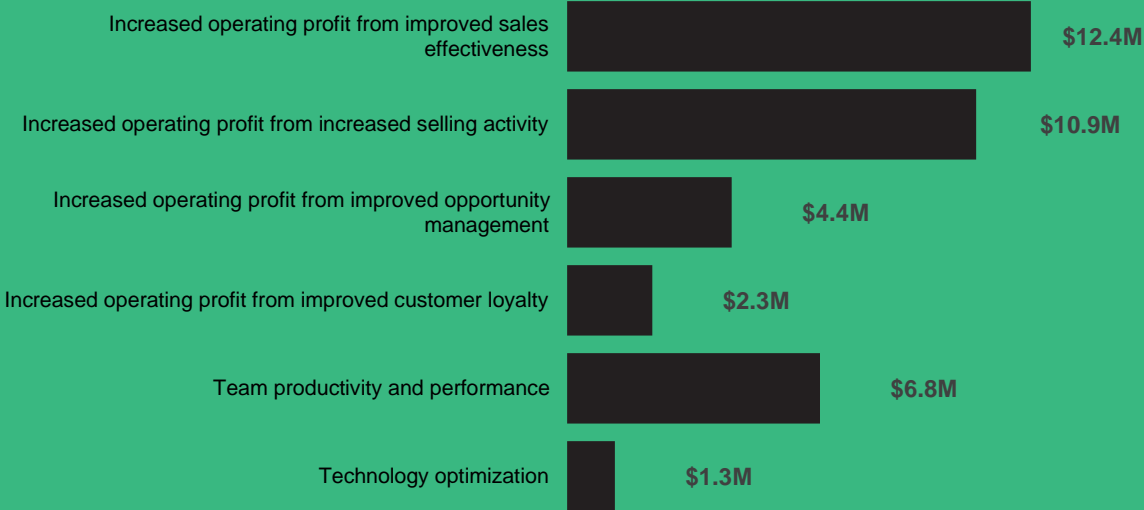 Increased operating profit from improved sales
effectiveness
$12.4M
Increased operating profit from increased selling activity
$10.9M
Increased operating profit from improved opportunity
management
$4.4M
Increased operating profit from improved customer loyalty
$2.3M
Team productivity and performance
$6.8M
Technology optimization
$1.3M